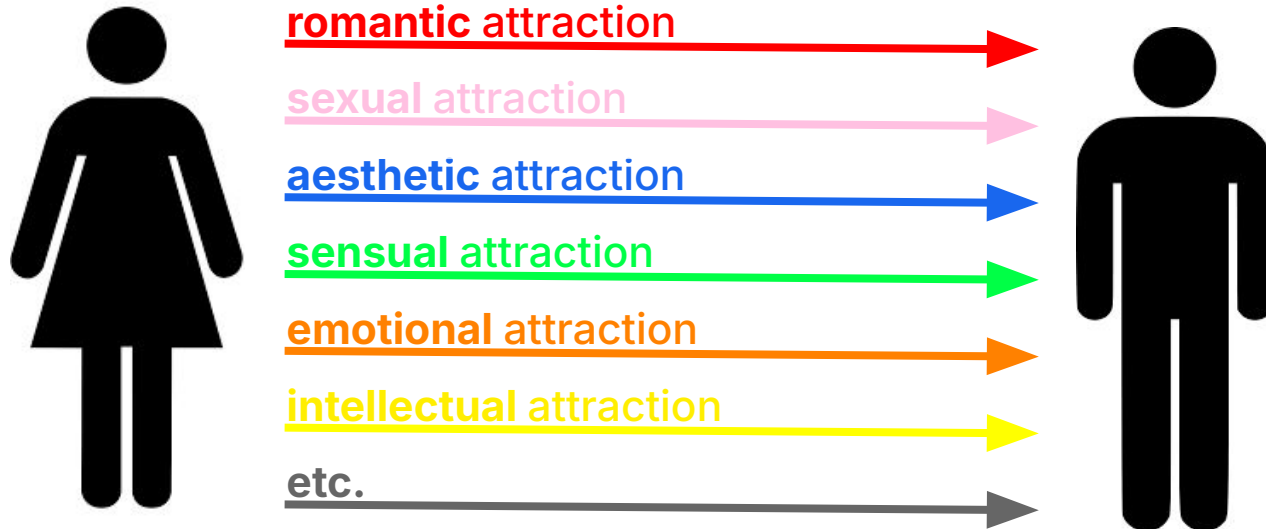 romantic attraction
sexual attraction
aesthetic attraction
sensual attraction
emotional attraction
intellectual attraction
etc.